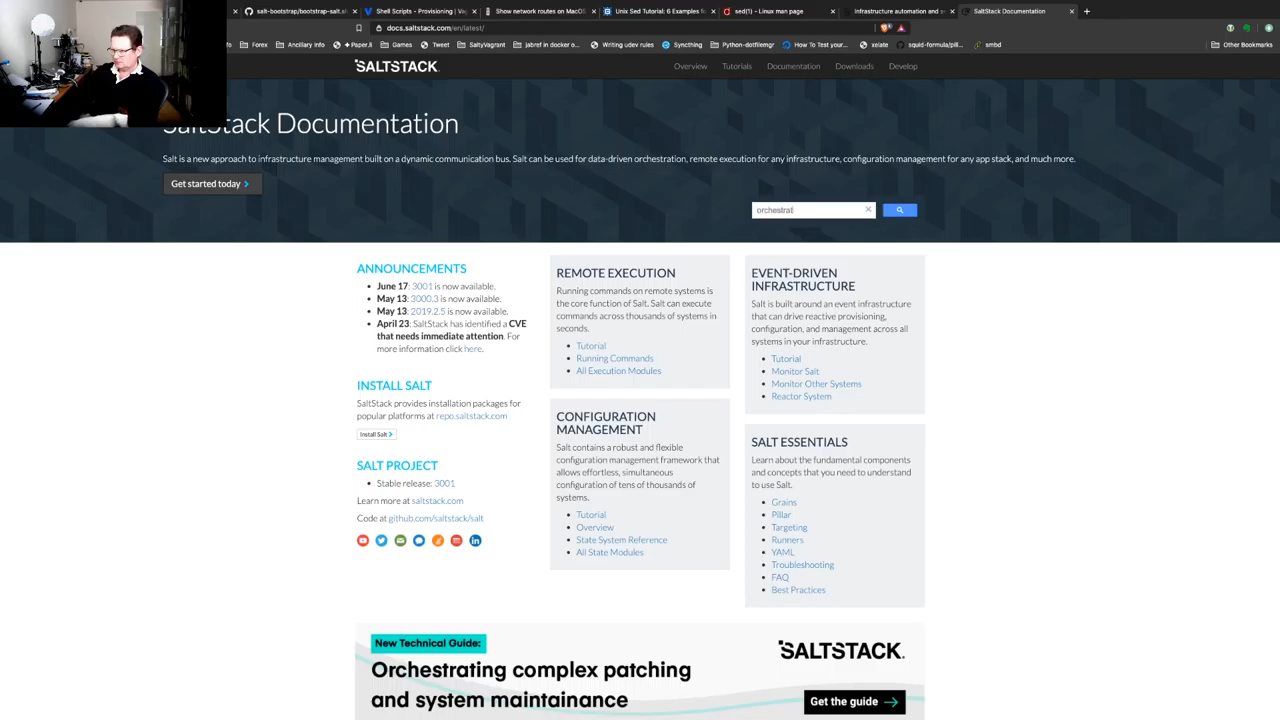 salt-bootstrap/bootstrap-salt.s
Shell Scripts - Provisioning | Va
Show network routes on MacOS
Unix Sed Tutorial: 6 Examples f
sed(1) - Linux man page
Infrastructure automation and s
SaltStack Documentation
docs.saltstack.com/en/latest/
Forex
Ancillary Info
+ Paper.li
Games
Tweet
SaltyVagrant
jabref in docker o...
Writing udev rules
Syncthing
Python-dotfilemgr
How To Test your...
xelate
squid-formula/pill...
smbd
Other Bookmarks
SALTSTACK.
Overview
Tutorials
Documentation
Downloads
Develop
SaltStack Documentation
Salt is a new approach to infrastructure management built on a dynamic communication bus. Salt can be used for data-driven orchestration, remote execution for any infrastructure, configuration management for any app stack, and much more.
Get started today
orchestrat
ANNOUNCEMENTS
June 17: 3001 is now available.
May 13: 3000.3 is now available.
May 13: 2019.2.5 is now available.
April 23: SaltStack has identified a CVE
that needs immediate attention. For
more information click here.
INSTALL SALT
SaltStack provides installation packages for
popular platforms at repo.saltstack.com
Install Salt
SALT PROJECT
Stable release: 3001
Learn more at saltstack.com
Code at github.com/saltstack/salt
REMOTE EXECUTION
Running commands on remote systems is
the core function of Salt. Salt can execute
commands across thousands of systems in
seconds.
Tutorial
Running Commands
All Execution Modules
CONFIGURATION
MANAGEMENT
Salt contains a robust and flexible
configuration management framework that
allows effortless, simultaneous
configuration of tens of thousands of
systems.
Tutorial
Overview
State System Reference
All State Modules
EVENT-DRIVEN
INFRASTRUCTURE
Salt is built around an event infrastructure
that can drive reactive provisioning,
configuration, and management across all
systems in your infrastructure.
Tutorial
Monitor Salt
Monitor Other Systems
Reactor System
SALT ESSENTIALS
Learn about the fundamental components
and concepts that you need to understand
to use Salt.
Grains
Pillar
Targeting
Runners
YAML
Troubleshooting
FAQ
Best Practices
New Technical Guide:
Orchestrating complex patching
and system maintainance
SALTSTACK.
Get the guide